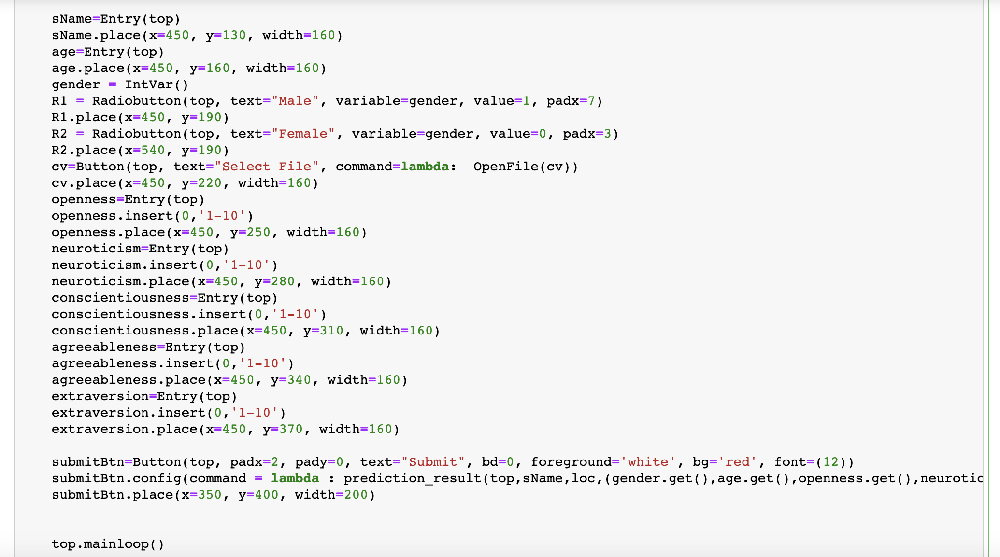 sName=Entry(top)
sName.place(x=450, y=130, width=160)
age=Entry(top)
age.place(x=450, y=160, width=160)
gender = IntVar()
R1 = Radiobutton(top, text="Male", variable=gender, value=1, padx=7)
R1.place(x=450, y=190)
R2 = Radiobutton(top, text="Female", variable=gender, value=0, padx=3)
R2.place(x=540, y=190)
cv=Button(top, text="Select File", command=lambda:  OpenFile(cv))
cv.place(x=450, y=220, width=160)
openness=Entry(top)
openness.insert(0,'1-10')
openness.place(x=450, y=250, width=160)
neuroticism=Entry(top)
neuroticism.insert(0,'1-10')
neuroticism.place(x=450, y=280, width=160)
conscientiousness=Entry(top)
conscientiousness.insert(0,'1-10')
conscientiousness.place(x=450, y=310, width=160)
agreeableness=Entry(top)
agreeableness.insert(0,'1-10')
agreeableness.place(x=450, y=340, width=160)
extraversion=Entry(top)
extraversion.insert(0,'1-10')
extraversion.place(x=450, y=370, width=160)
submitBtn=Button(top, padx=2, pady=0, text="Submit", bd=0, foreground='white', bg='red', font=(12))
submitBtn.config(command = lambda : prediction_result(top,sName,loc,(gender.get(),age.get(),openness.get(),neurotic
submitBtn.place(x=350, y=400, width=200)
top.mainloop()